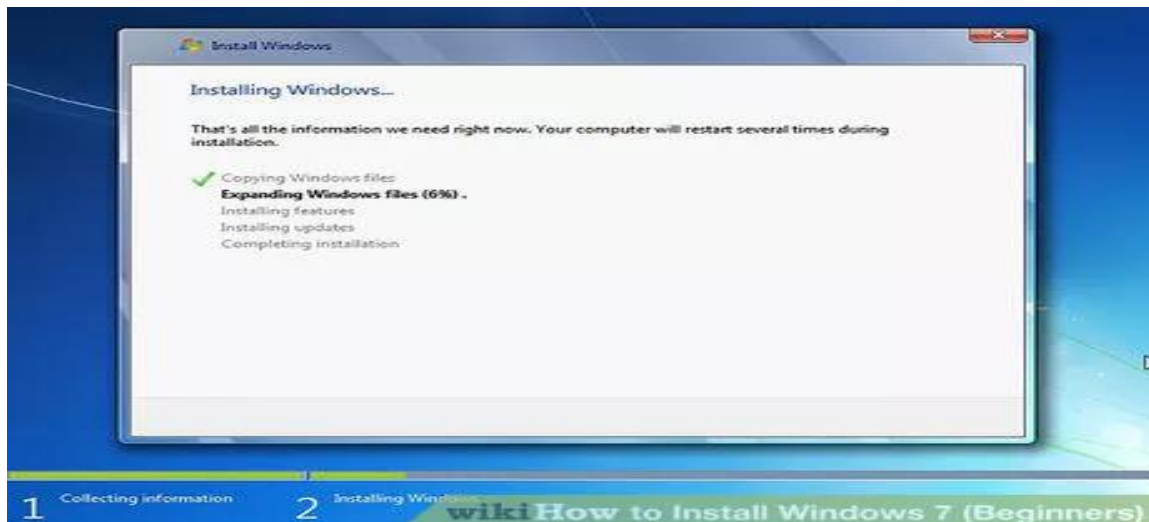 Install Windows
Installing Windows...
That's all the information we need right now. Your computer will restart several times during
installation.
Copying Windows files
Expanding Windows files (6%) .
Installing features
Installing updates
Completing installation
1 Collecting information
2 Installing Windows
wikiHow to Install Windows 7 (Beginners)